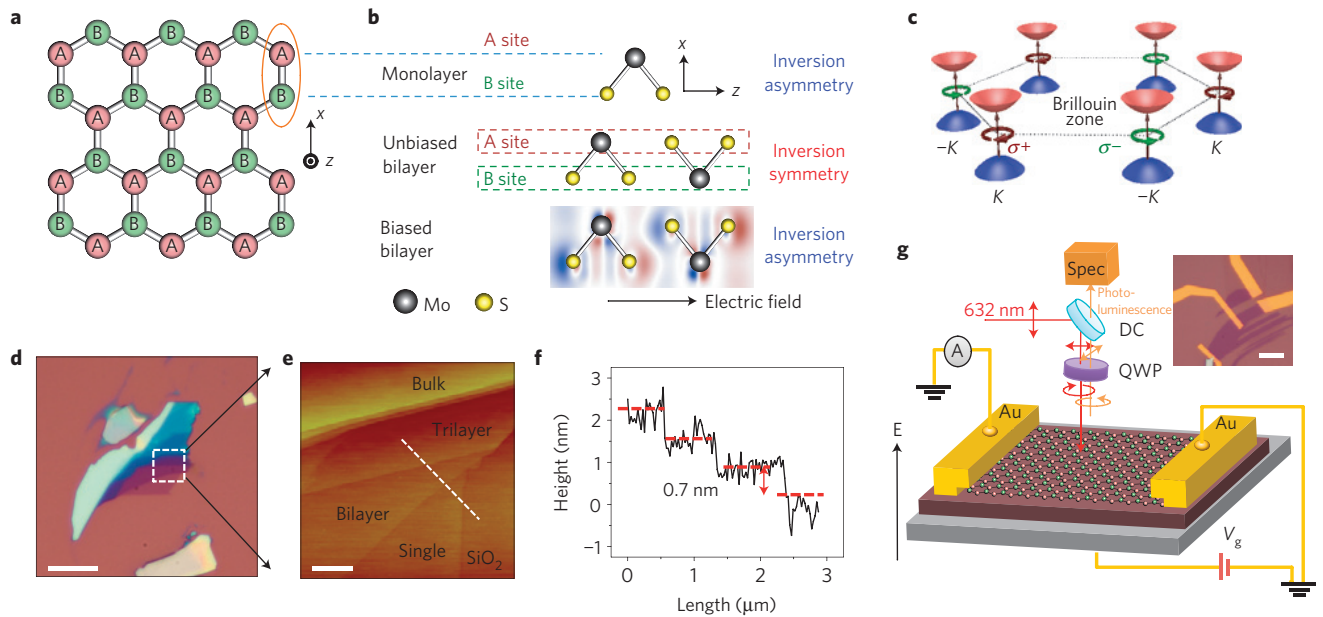 a
B B B
A A A A
B B B B
A A A
B B B
A A A A
B B B B
A A A
x
z
b
A site
Monolayer
B site
x
z
Inversion
asymmetry
Unbiased
bilayer
A site
B site
Inversion
symmetry
Biased
bilayer
Inversion
asymmetry
Mo
S
Electric field
c
Brillouin
zone
−K
σ+
σ−
K
K
−K
d
e
Bulk
Trilayer
Bilayer
Single
SiO2
f
Height (nm)
3
2
1
0
−1
0.7 nm
0 1 2 3
Length (μm)
g
Spec
Photo-
luminescence
632 nm
DC
QWP
A
Au
Au
E
Vg